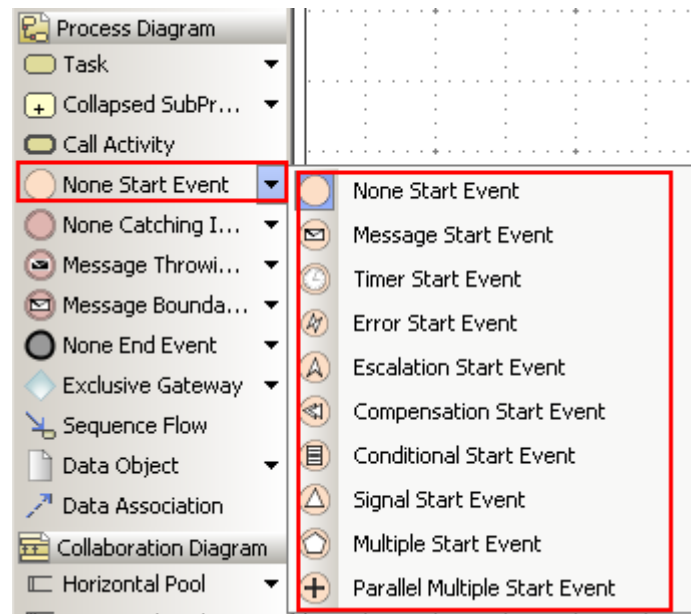 Process Diagram
Task
Collapsed SubPr...
Call Activity
None Start Event
None Catching I...
Message Throwi...
Message Bounda...
None End Event
Exclusive Gateway
Sequence Flow
Data Object
Data Association
Collaboration Diagram
Horizontal Pool
None Start Event
Message Start Event
Timer Start Event
Error Start Event
Escalation Start Event
Compensation Start Event
Conditional Start Event
Signal Start Event
Multiple Start Event
Parallel Multiple Start Event